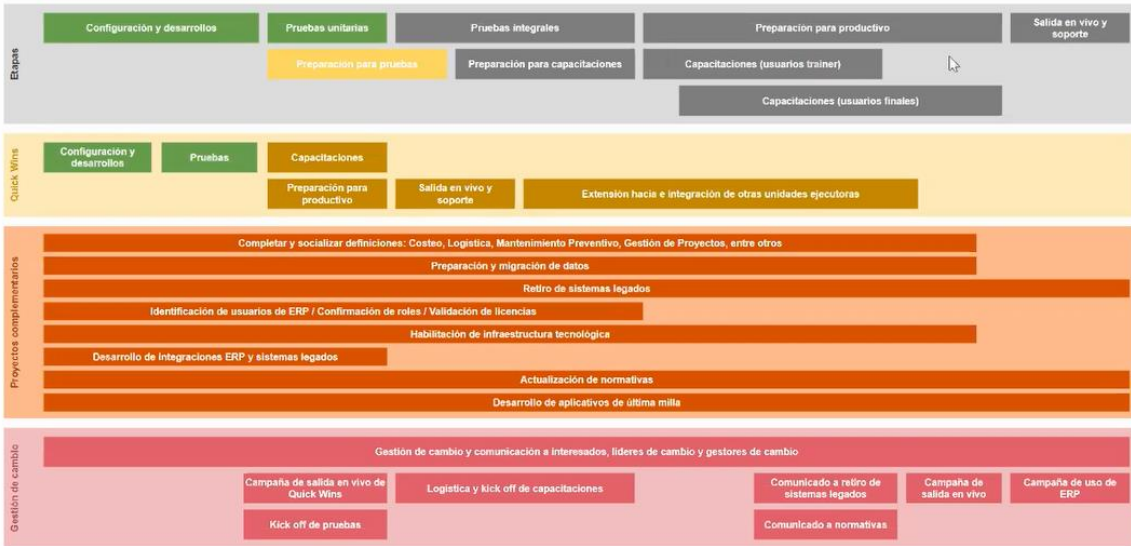 Etapas
Configuración y desarrollos
Pruebas unitarias
Pruebas integrales
Preparación para productivo
Salida en vivo y
soporte
Preparación para pruebas
Preparación para capacitaciones
Capacitaciones (usuarios trainer)
Capacitaciones (usuarios finales)
Quick Wins
Configuración y
desarrollos
Pruebas
Capacitaciones
Preparación para
productivo
Salida en vivo y
soporte
Extensión hacia e integración de otras unidades ejecutoras
Proyectos complementarios
Completar y socializar definiciones: Costeo, Logística, Mantenimiento Preventivo, Gestión de Proyectos, entre otros
Preparación y migración de datos
Retiro de sistemas legados
Identificación de usuarios de ERP / Confirmación de roles / Validación de licencias
Habilitación de infraestructura tecnológica
Desarrollo de integraciones ERP y sistemas legados
Actualización de normativas
Desarrollo de aplicativos de última milla
Gestión de cambio
Gestión de cambio y comunicación a interesados, líderes de cambio y gestores de cambio
Campaña de salida en vivo de
Quick Wins
Logística y kick off de capacitaciones
Comunicado a retiro de
sistemas legados
Campaña de
salida en vivo
Campaña de uso de
ERP
Kick off de pruebas
Comunicado a normativas